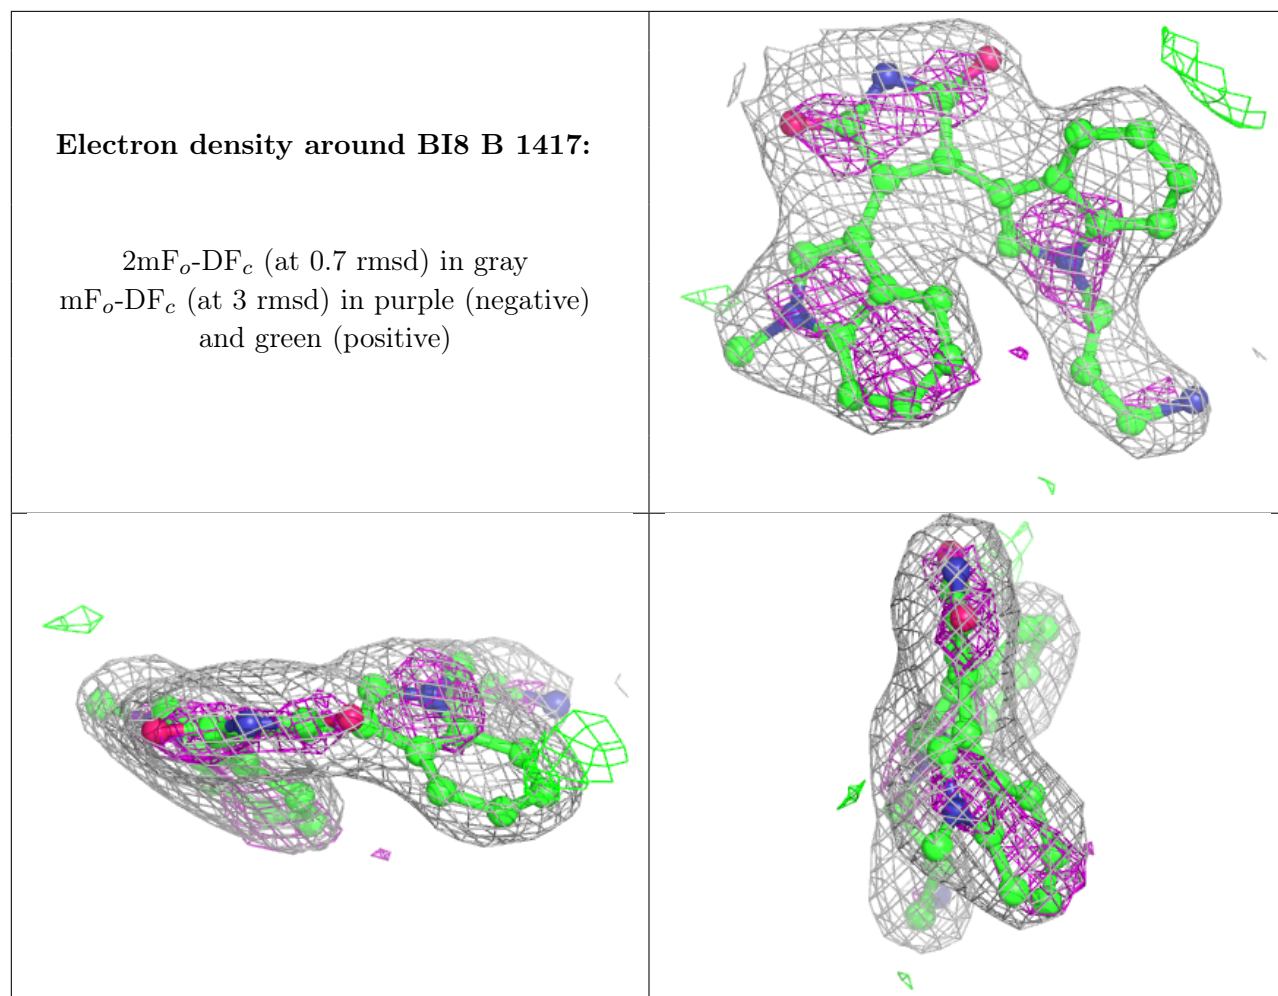 Electron density around BI8 B 1417:
2mFₒ-DF𝒸 (at 0.7 rmsd) in gray
mFₒ-DF𝒸 (at 3 rmsd) in purple (negative)
and green (positive)